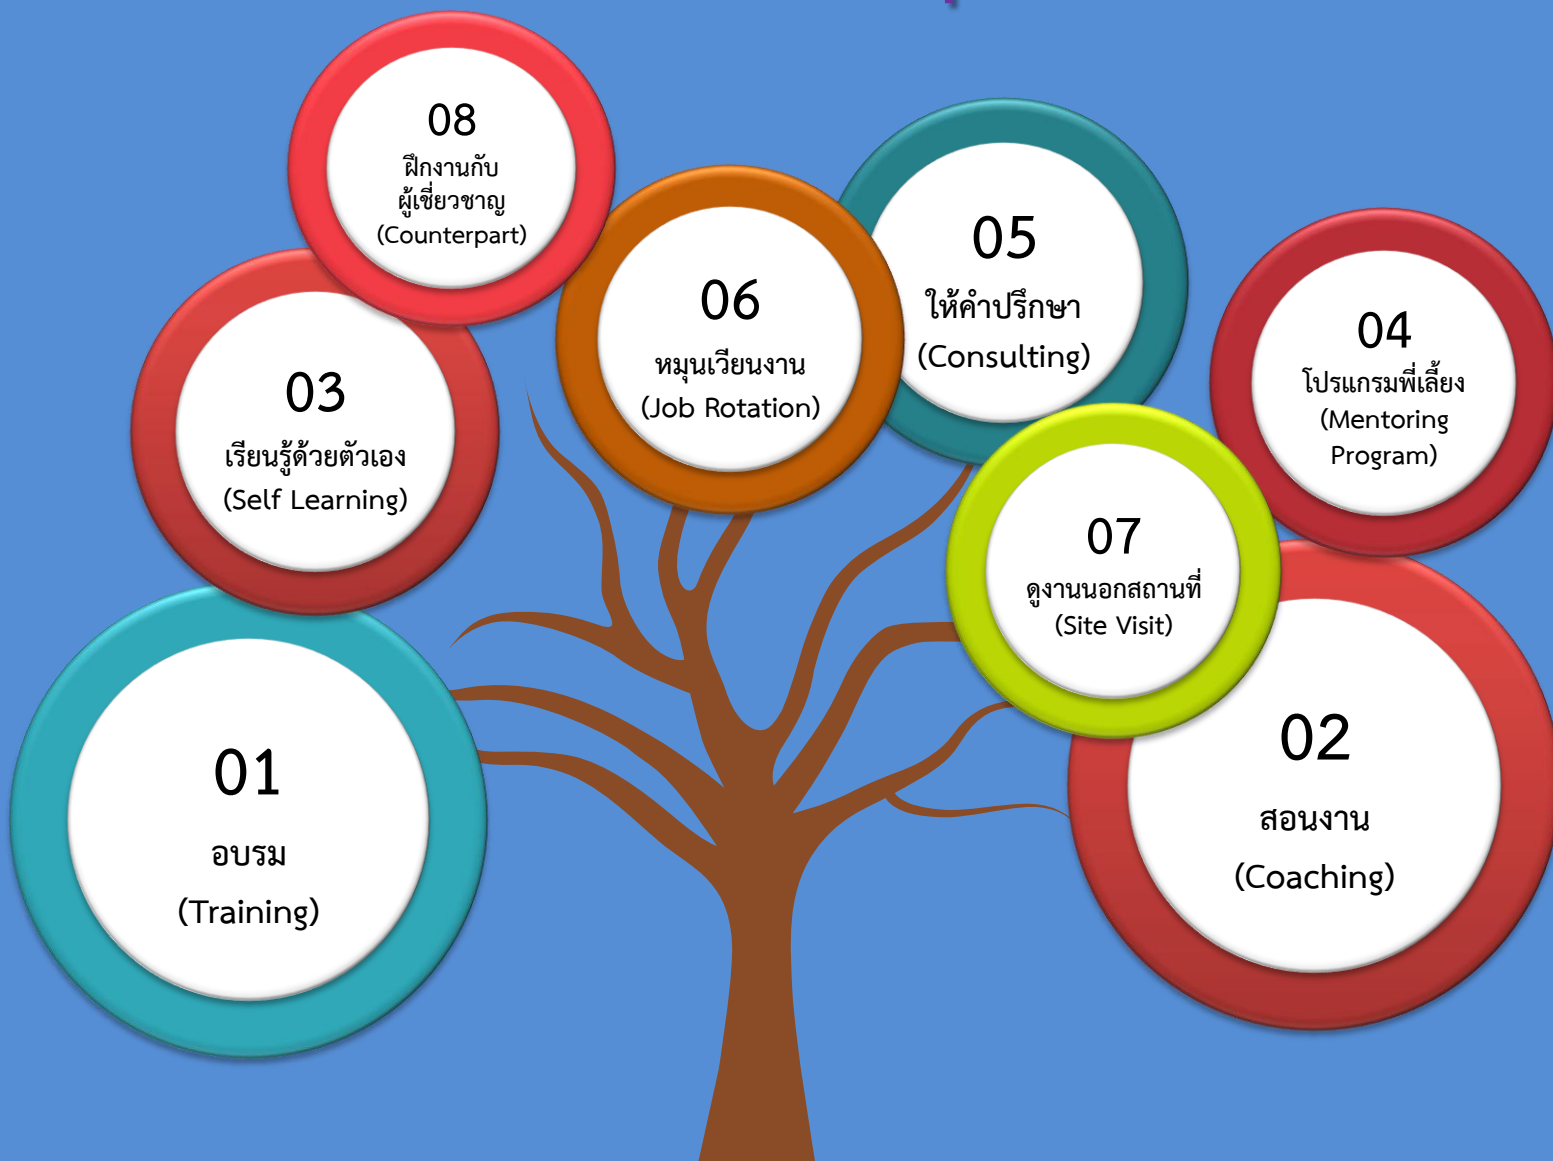 08
ฝึกงานกับ
ผู้เชี่ยวชาญ
(Counterpart)
05
ให้คำปรึกษา
(Consulting)
06
หมุนเวียนงาน
(Job Rotation)
04
โปรแกรมพี่เลี้ยง
(Mentoring
Program)
03
เรียนรู้ด้วยตัวเอง
(Self Learning)
07
ดูงานนอกสถานที่
(Site Visit)
01
อบรม
(Training)
02
สอนงาน
(Coaching)